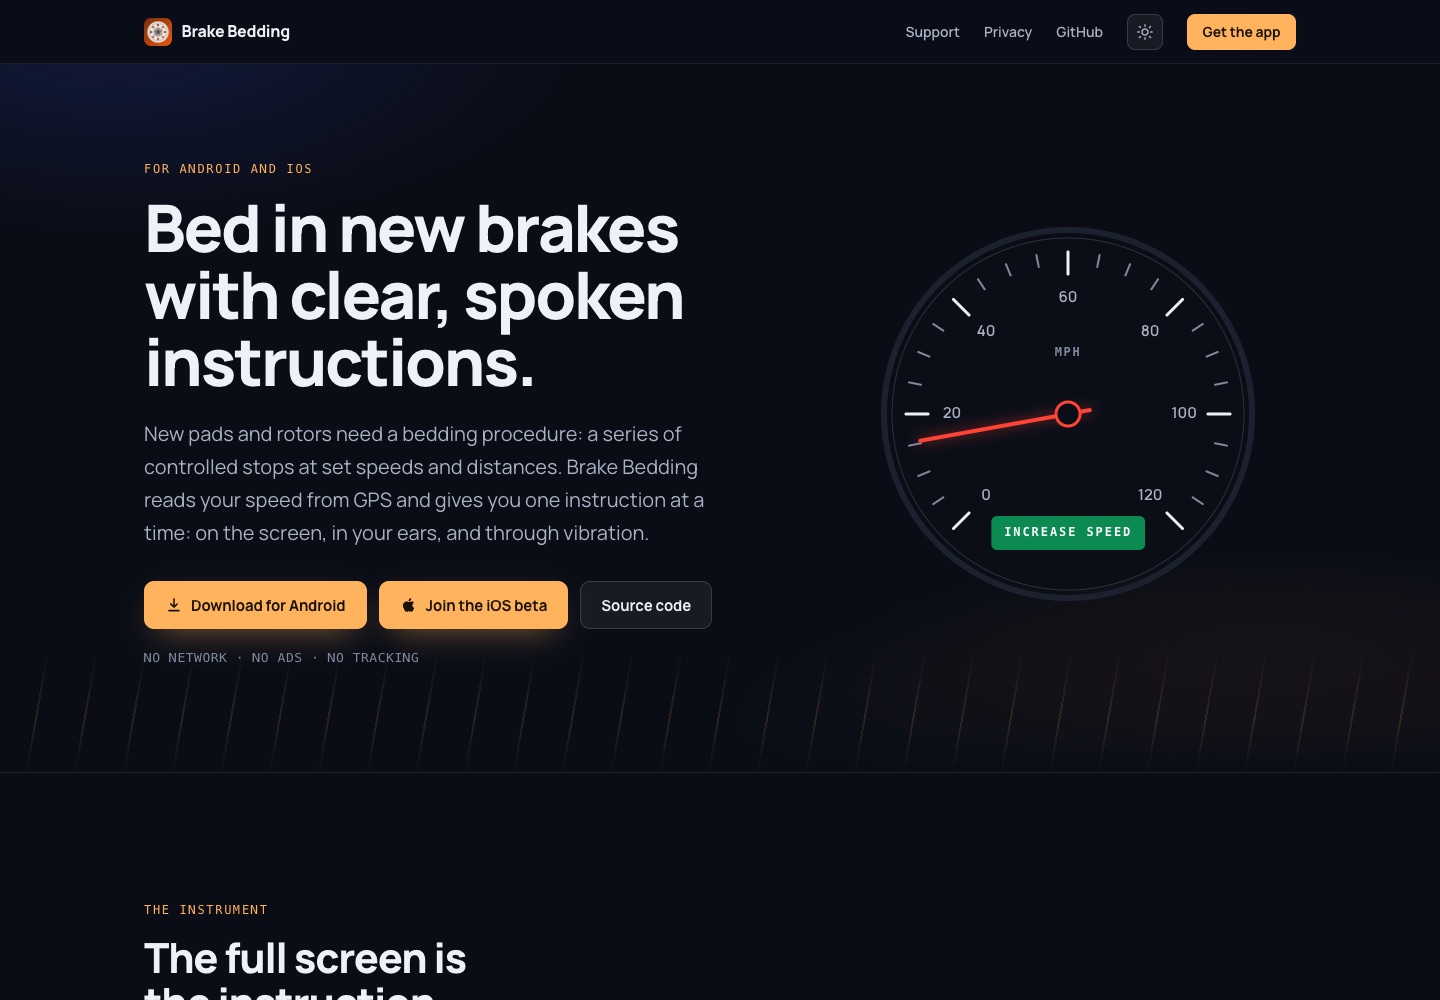 Brake Bedding
Support
Privacy
GitHub
Get the app
FOR ANDROID AND IOS
Bed in new brakes
with clear, spoken
instructions.
New pads and rotors need a bedding procedure: a series of
controlled stops at set speeds and distances. Brake Bedding
reads your speed from GPS and gives you one instruction at a
time: on the screen, in your ears, and through vibration.
Download for Android
Join the iOS beta
Source code
NO NETWORK · NO ADS · NO TRACKING
60
40
80
MPH
20
100
0
120
INCREASE SPEED
THE INSTRUMENT
The full screen is
the instruction